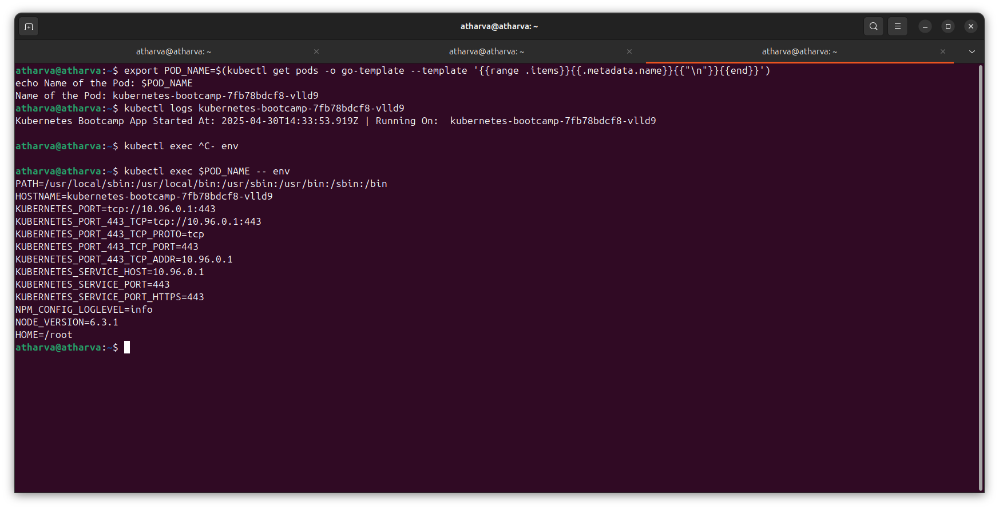 atharva@atharva: ~
atharva@atharva: ~
atharva@atharva: ~
atharva@atharva: ~
atharva@atharva:~$ export POD_NAME=$(kubectl get pods -o go-template --template '{{range .items}}{{.metadata.name}}{{"\n"}}{{end}}')
echo Name of the Pod: $POD_NAME
Name of the Pod: kubernetes-bootcamp-7fb78bdcf8-vlld9
atharva@atharva:~$ kubectl logs kubernetes-bootcamp-7fb78bdcf8-vlld9
Kubernetes Bootcamp App Started At: 2025-04-30T14:33:53.919Z | Running On:  kubernetes-bootcamp-7fb78bdcf8-vlld9
atharva@atharva:~$ kubectl exec ^C- env
atharva@atharva:~$ kubectl exec $POD_NAME -- env
PATH=/usr/local/sbin:/usr/local/bin:/usr/sbin:/usr/bin:/sbin:/bin
HOSTNAME=kubernetes-bootcamp-7fb78bdcf8-vlld9
KUBERNETES_PORT=tcp://10.96.0.1:443
KUBERNETES_PORT_443_TCP=tcp://10.96.0.1:443
KUBERNETES_PORT_443_TCP_PROTO=tcp
KUBERNETES_PORT_443_TCP_PORT=443
KUBERNETES_PORT_443_TCP_ADDR=10.96.0.1
KUBERNETES_SERVICE_HOST=10.96.0.1
KUBERNETES_SERVICE_PORT=443
KUBERNETES_SERVICE_PORT_HTTPS=443
NPM_CONFIG_LOGLEVEL=info
NODE_VERSION=6.3.1
HOME=/root
atharva@atharva:~$